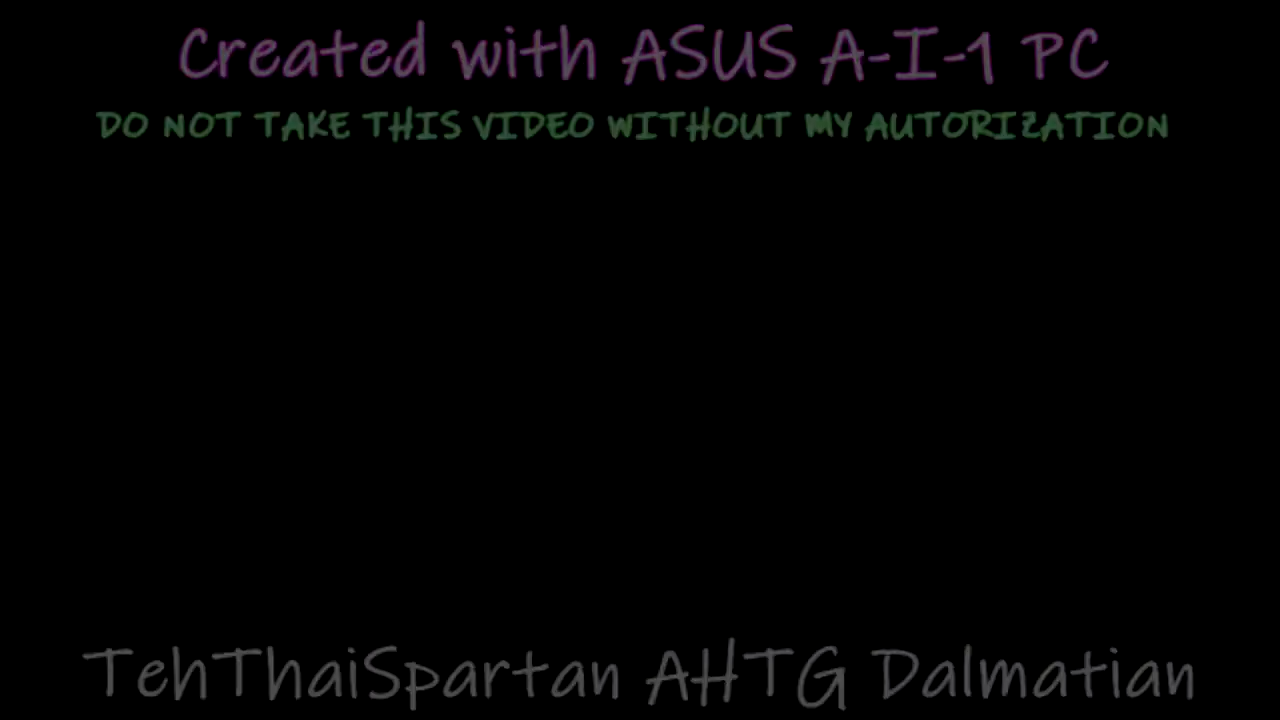 Created with ASUS A-I-1 PC
DO NOT TAKE THIS VIDEO WITHOUT MY AUTORIZATION
TehThaiSpartan AHTG Dalmatian